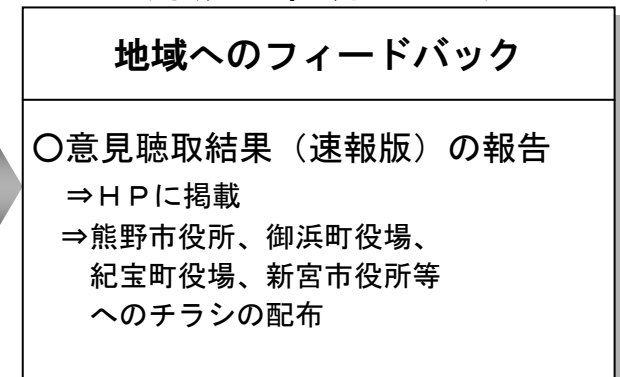 地域へのフィードバック
〇意見聴取結果（速報版）の報告
⇒ＨＰに掲載
⇒熊野市役所、御浜町役場、
紀宝町役場、新宮市役所等
へのチラシの配布